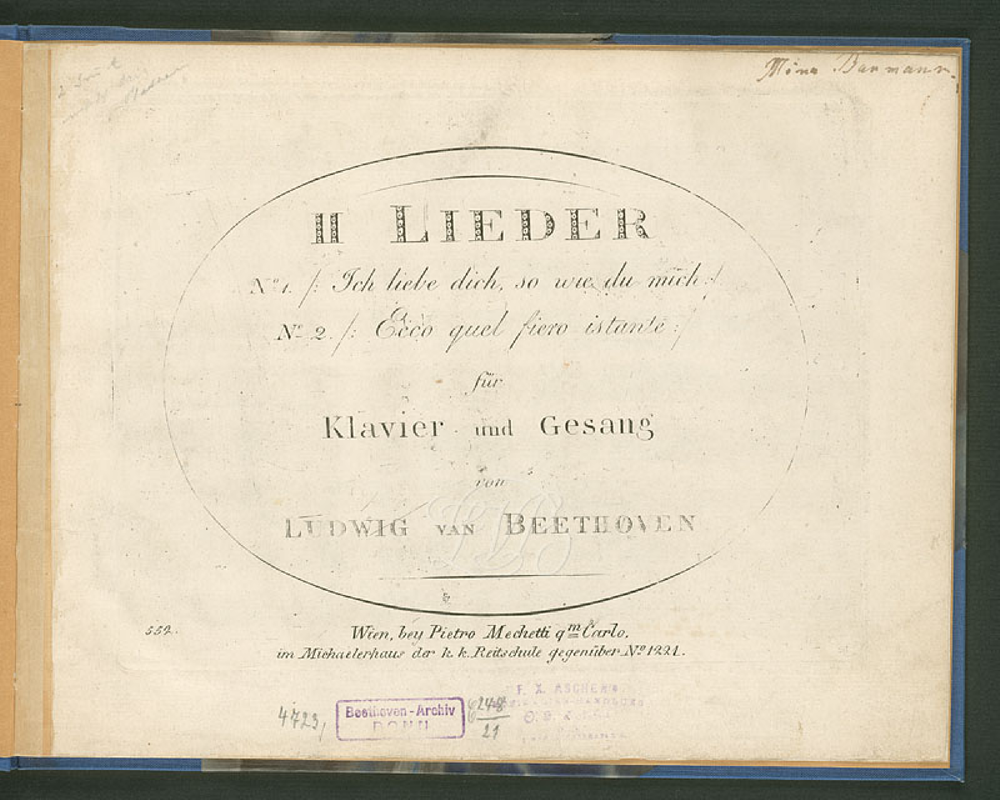 Mina Barmann.
II LIEDER
No. 1. /: Ich liebe dich, so wie du mich :/
No. 2. /: Ecco quel fiero istante :/
für
Klavier und Gesang
von
LUDWIG VAN BEETHOVEN
552.
Wien, bey Pietro Mechetti qm Carlo,
im Michaelerhaus der k. k. Reitschule gegenüber No. 1221.
F. X. ASCHER
4723,
Beethoven-Archiv
BONN
21